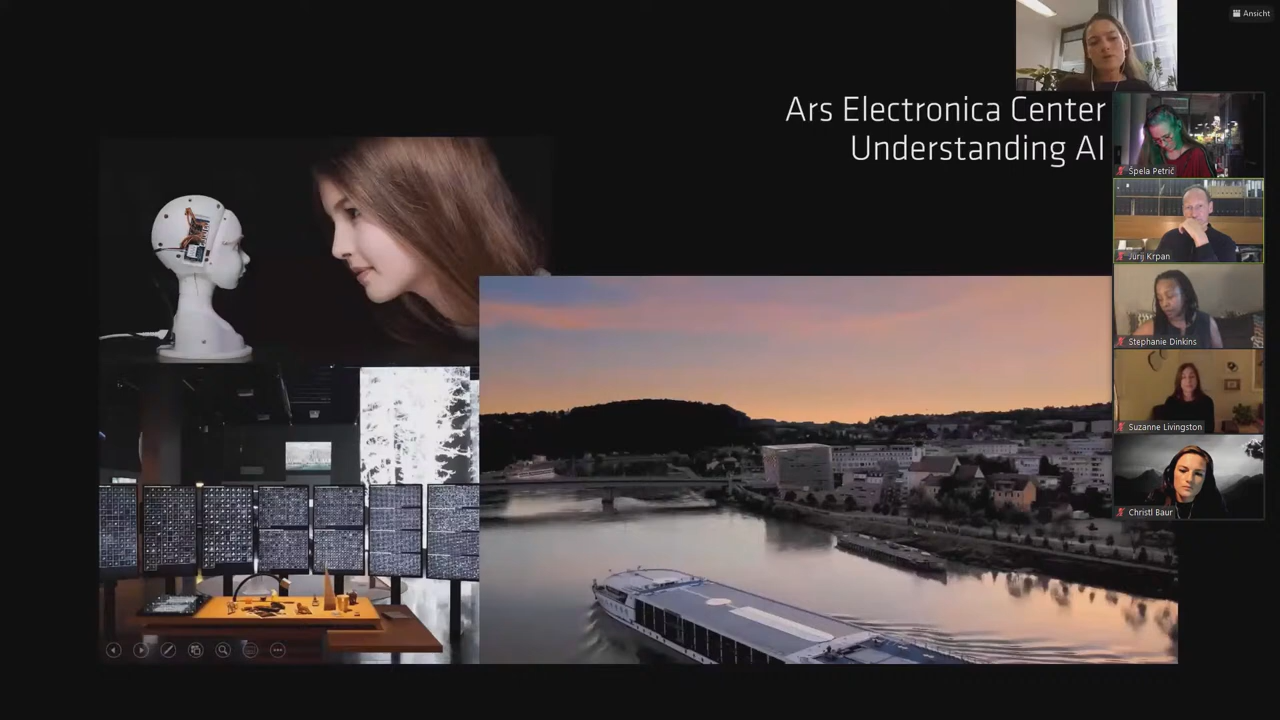 Ansicht
Ars Electronica Center
Understanding AI
Špela Petrič
Jurij Krpan
Stephanie Dinkins
Suzanne Livingston
Christl Baur